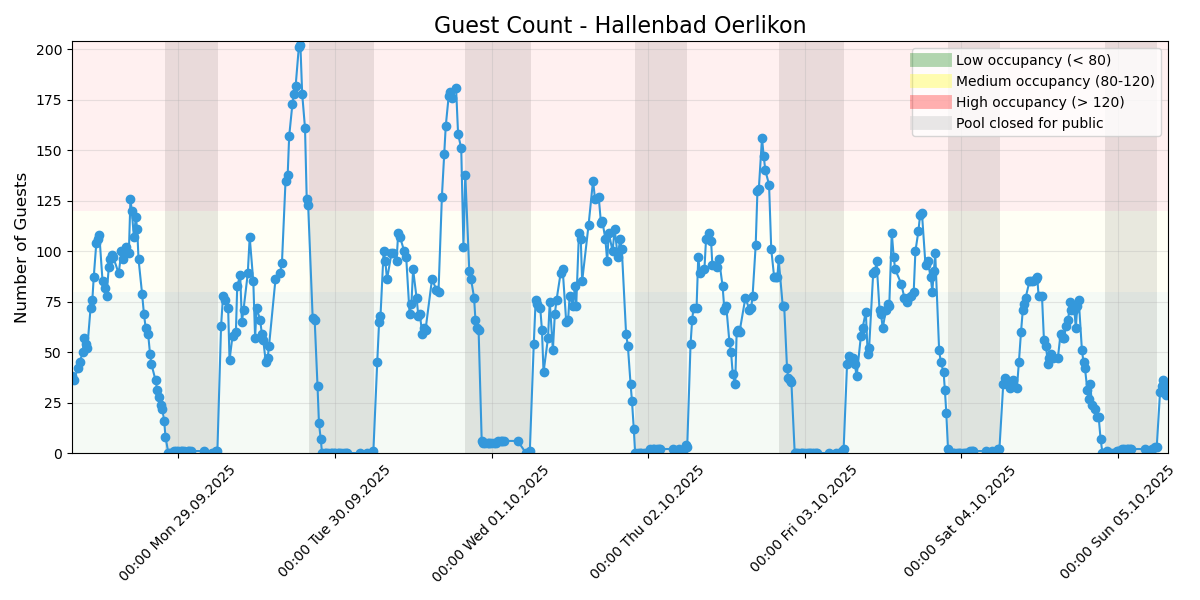 Guest Count - Hallenbad Oerlikon
Low occupancy (< 80)
Medium occupancy (80-120)
High occupancy (> 120)
Pool closed for public
Number of Guests
200
175
150
125
100
75
50
25
0
00:00 Mon 29.09.2025
00:00 Tue 30.09.2025
00:00 Wed 01.10.2025
00:00 Thu 02.10.2025
00:00 Fri 03.10.2025
00:00 Sat 04.10.2025
00:00 Sun 05.10.2025